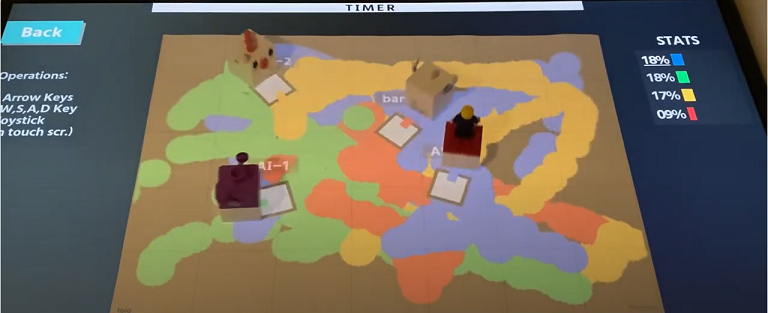 TIMER
Back
STATS
18%
18%
17%
09%
Operations:
Arrow Keys
W,S,A,D Key
oystick
touch scr.)
-2
bar
A
AI-1